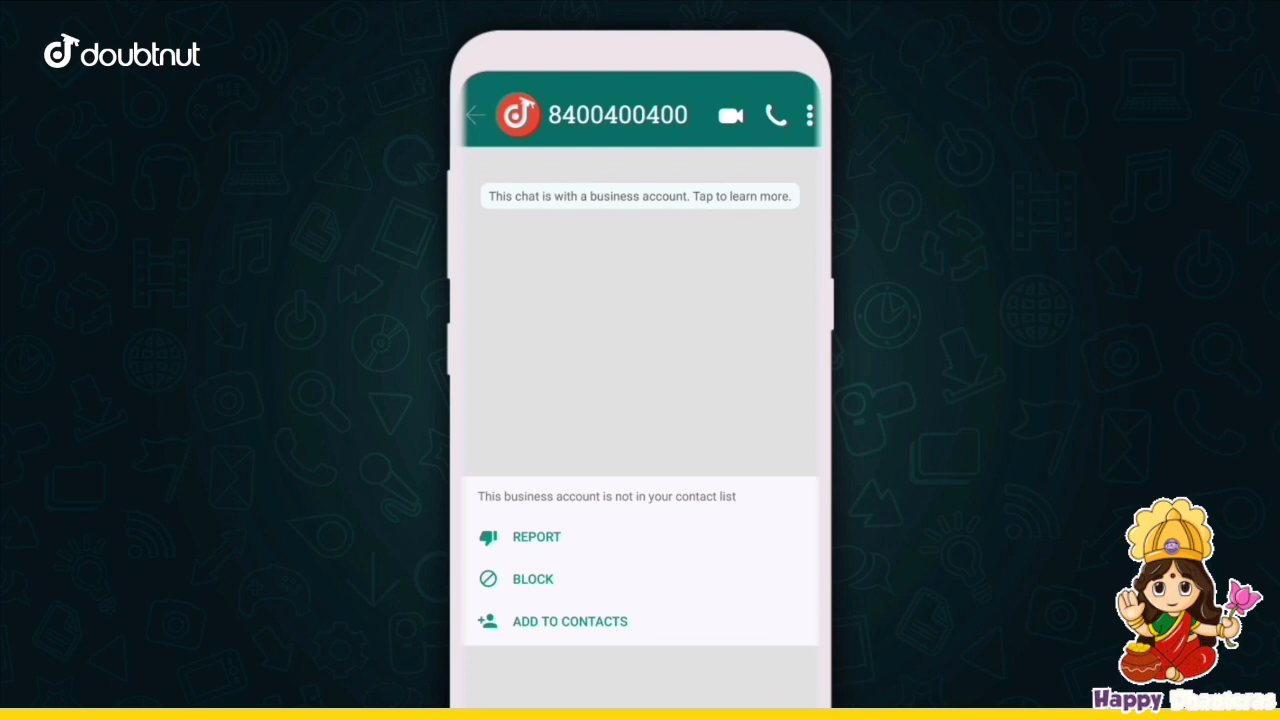 doubtnut
8400400400
This chat is with a business account. Tap to learn more.
This business account is not in your contact list
REPORT
BLOCK
ADD TO CONTACTS
Happy Dhanteras